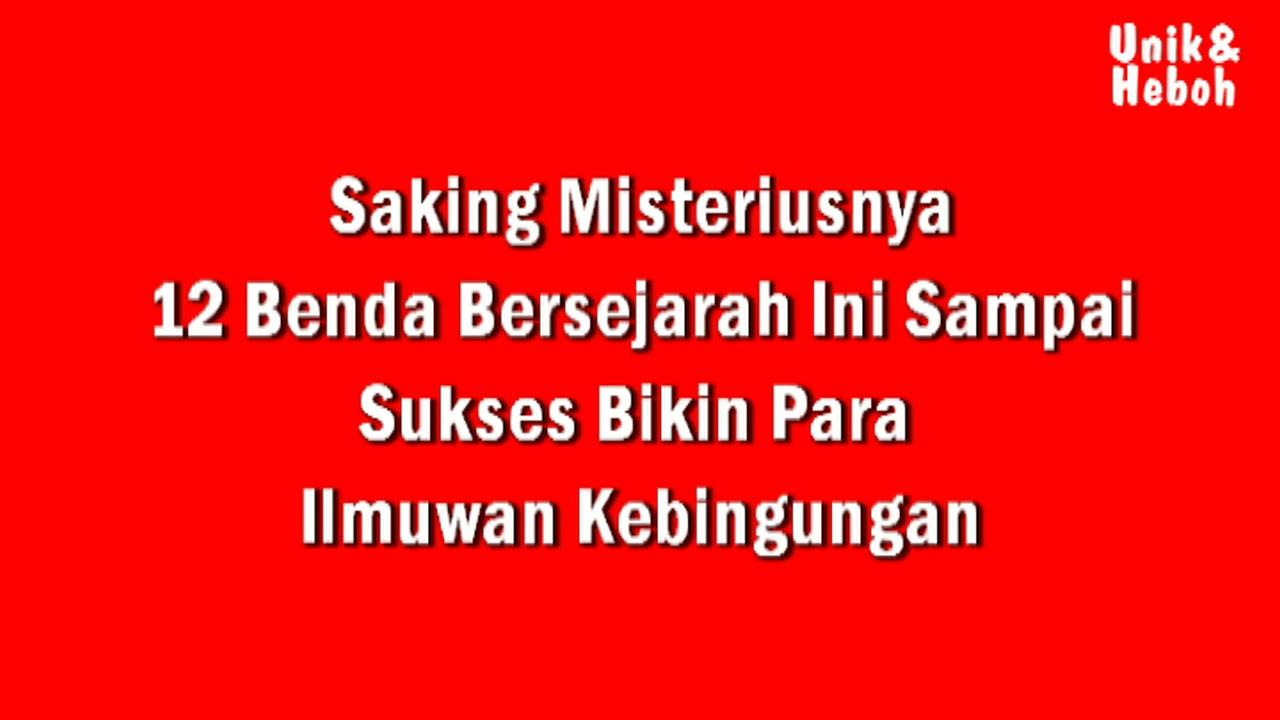 Unik&
Heboh
Saking Misteriusnya
12 Benda Bersejarah Ini Sampai
Sukses Bikin Para
Ilmuwan Kebingungan